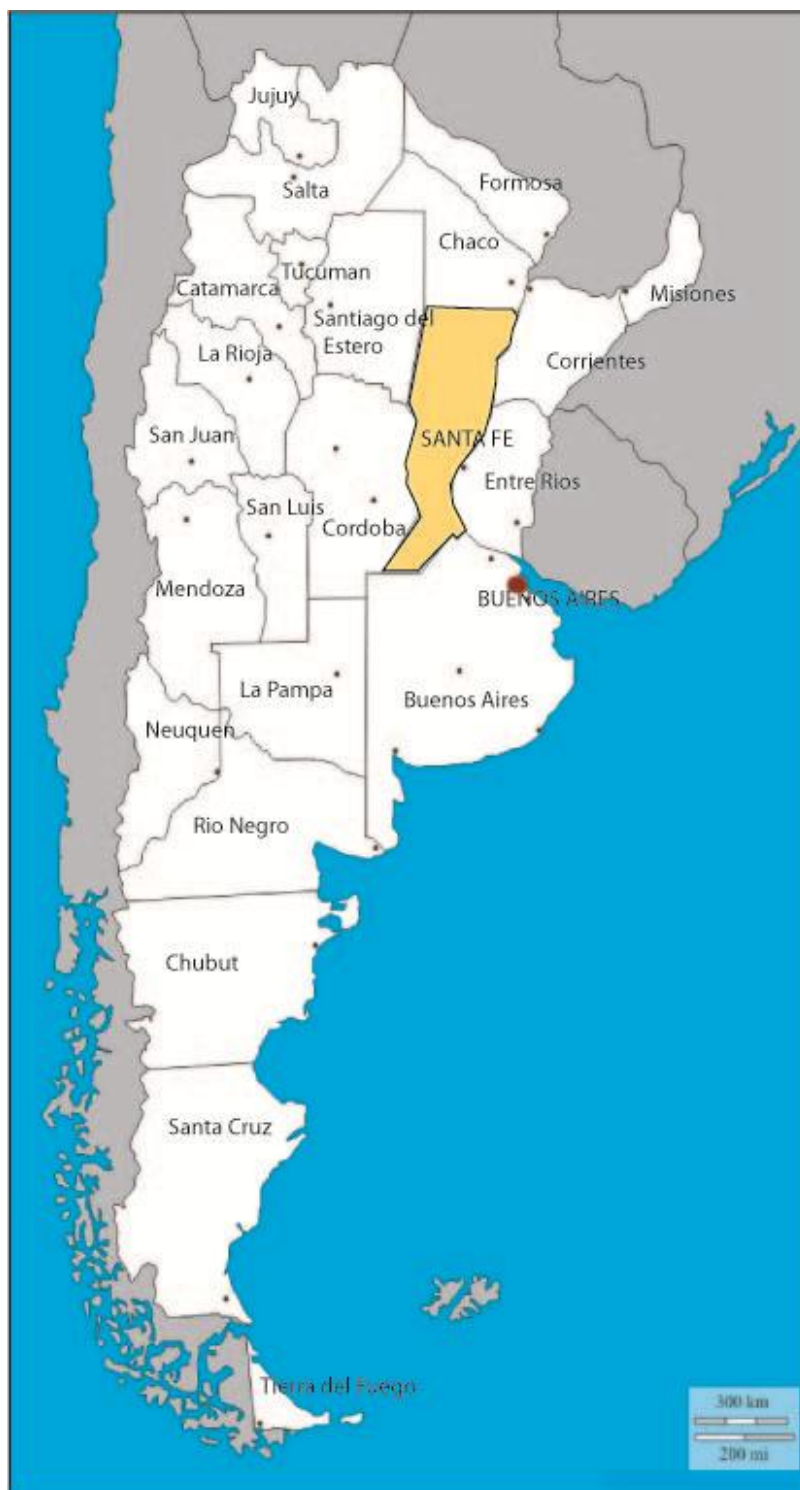 Jujuy
Formosa
Salta
Chaco
Tucuman
Catamarca
Misiones
Santiago del
Estero
La Rioja
Corrientes
San Juan
SANTA FE
Entre Rios
San Luis
Cordoba
Mendoza
BUENOS AIRES
La Pampa
Buenos Aires
Neuquen
Rio Negro
Chubut
Santa Cruz
Tierra del Fuego
300 km
200 mi